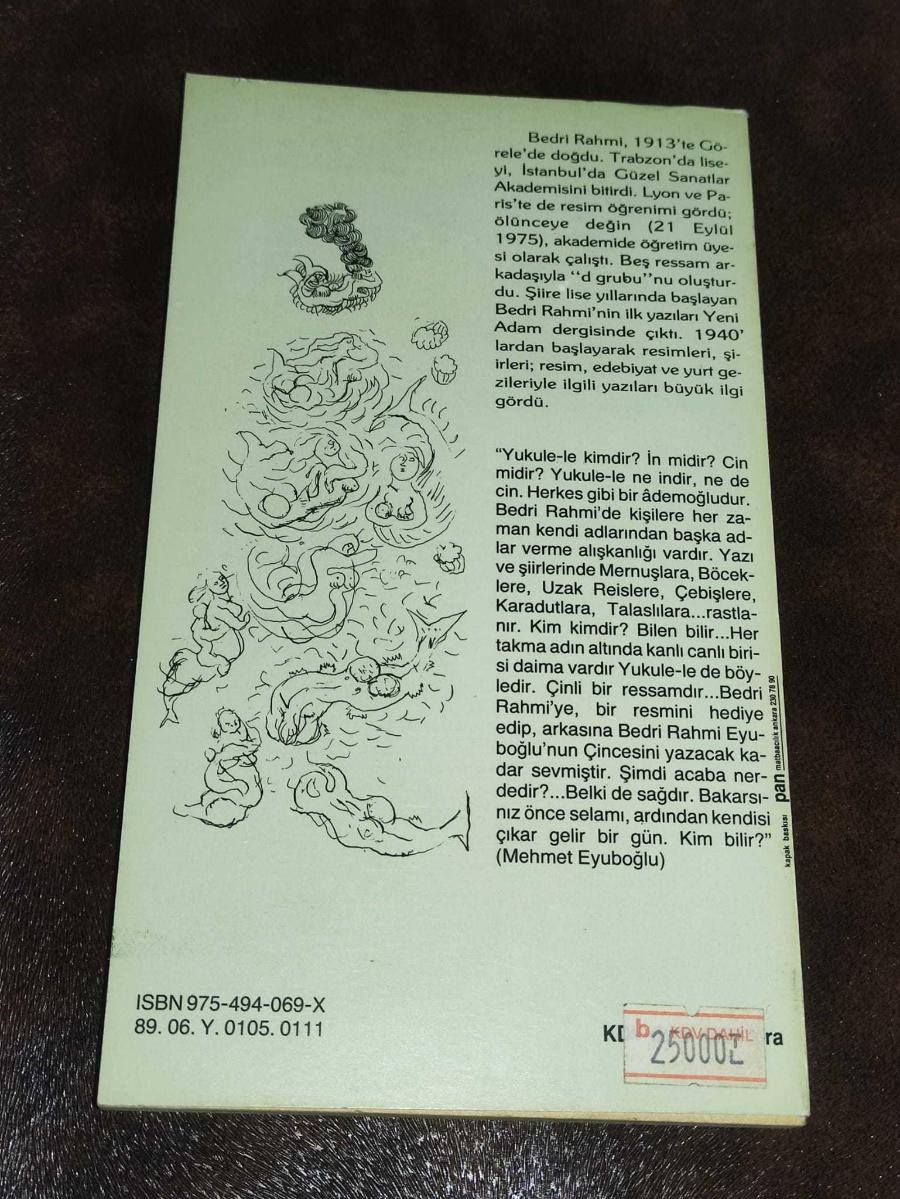 Bedri Rahmi, 1913'te Gö-
rele'de doğdu. Trabzon'da lise-
yi, İstanbul'da Güzel Sanatlar
Akademisini bitirdi. Lyon ve Pa-
ris'te de resim öğrenimi gördü;
ölünceye değin (21 Eylül
1975), akademide öğretim üye-
si olarak çalıştı. Beş ressam ar-
kadaşıyla "d grubu"nu oluştur-
du. Şiire lise yıllarında başlayan
Bedri Rahmi'nin ilk yazıları Yeni
Adam dergisinde çıktı. 1940'
lardan başlayarak resimleri, şi-
irleri; resim, edebiyat ve yurt ge-
zileriyle ilgili yazıları büyük ilgi
gördü.
"Yukule-le kimdir? İn midir? Cin
midir? Yukule-le ne indir, ne de
cin. Herkes gibi bir âdemoğludur.
Bedri Rahmi'de kişilere her za-
man kendi adlarından başka ad-
lar verme alışkanlığı vardır. Yazı
ve şiirlerinde Mernuşlara, Böcek-
lere, Uzak Reislere, Çebişlere,
Karadutlara, Talaslılara...rastla-
nır. Kim kimdir? Bilen bilir...Her
takma adın altında kanlı canlı biri-
si daima vardır Yukule-le de böy-
ledir. Çinli bir ressamdır...Bedri
Rahmi'ye, bir resmini hediye
edip, arkasına Bedri Rahmi Eyu-
boğlu'nun Çincesini yazacak ka-
dar sevmiştir. Şimdi acaba ner-
dedir?...Belki de sağdır. Bakarsı-
nız önce selamı, ardından kendisi
çıkar gelir bir gün. Kim bilir?"
(Mehmet Eyuboğlu)
kapak baskısı pan matbaacılık ankara 230 78 90
ISBN 975-494-069-X
89. 06. Y. 0105. 0111
b KDV DAHİL
25000